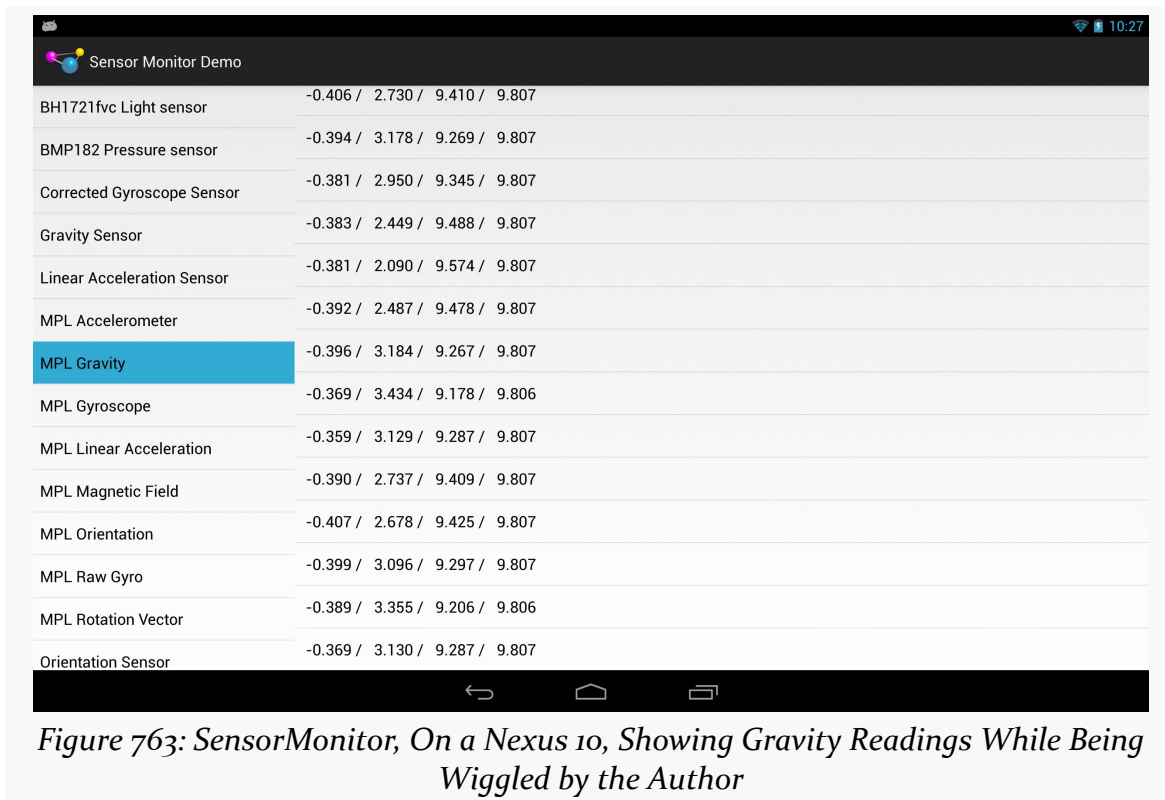 10:27
Sensor Monitor Demo
BH1721fvc Light sensor
BMP182 Pressure sensor
Corrected Gyroscope Sensor
Gravity Sensor
Linear Acceleration Sensor
MPL Accelerometer
MPL Gravity
MPL Gyroscope
MPL Linear Acceleration
MPL Magnetic Field
MPL Orientation
MPL Raw Gyro
MPL Rotation Vector
Orientation Sensor
-0.406 / 2.730 / 9.410 / 9.807
-0.394 / 3.178 / 9.269 / 9.807
-0.381 / 2.950 / 9.345 / 9.807
-0.383 / 2.449 / 9.488 / 9.807
-0.381 / 2.090 / 9.574 / 9.807
-0.392 / 2.487 / 9.478 / 9.807
-0.396 / 3.184 / 9.267 / 9.807
-0.369 / 3.434 / 9.178 / 9.806
-0.359 / 3.129 / 9.287 / 9.807
-0.390 / 2.737 / 9.409 / 9.807
-0.407 / 2.678 / 9.425 / 9.807
-0.399 / 3.096 / 9.297 / 9.807
-0.389 / 3.355 / 9.206 / 9.806
-0.369 / 3.130 / 9.287 / 9.807
Figure 763: SensorMonitor, On a Nexus 10, Showing Gravity Readings While Being
Wiggled by the Author